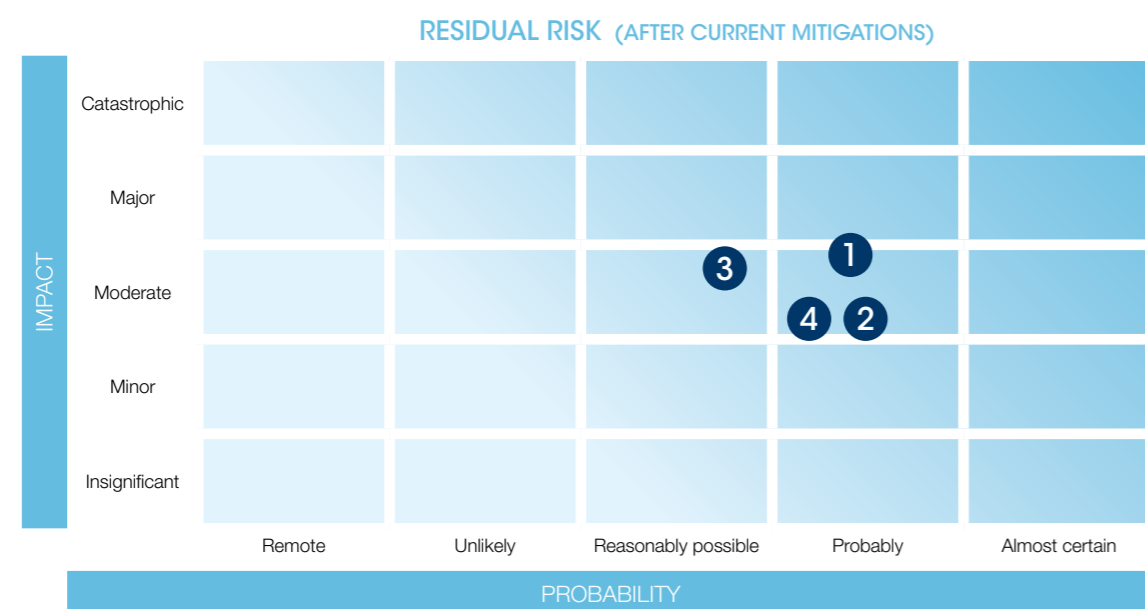 RESIDUAL RISK (AFTER CURRENT MITIGATIONS)
IMPACT
Catastrophic
Major
Moderate
Minor
Insignificant
1
3
4 2
Remote Unlikely Reasonably possible Probably Almost certain
PROBABILITY